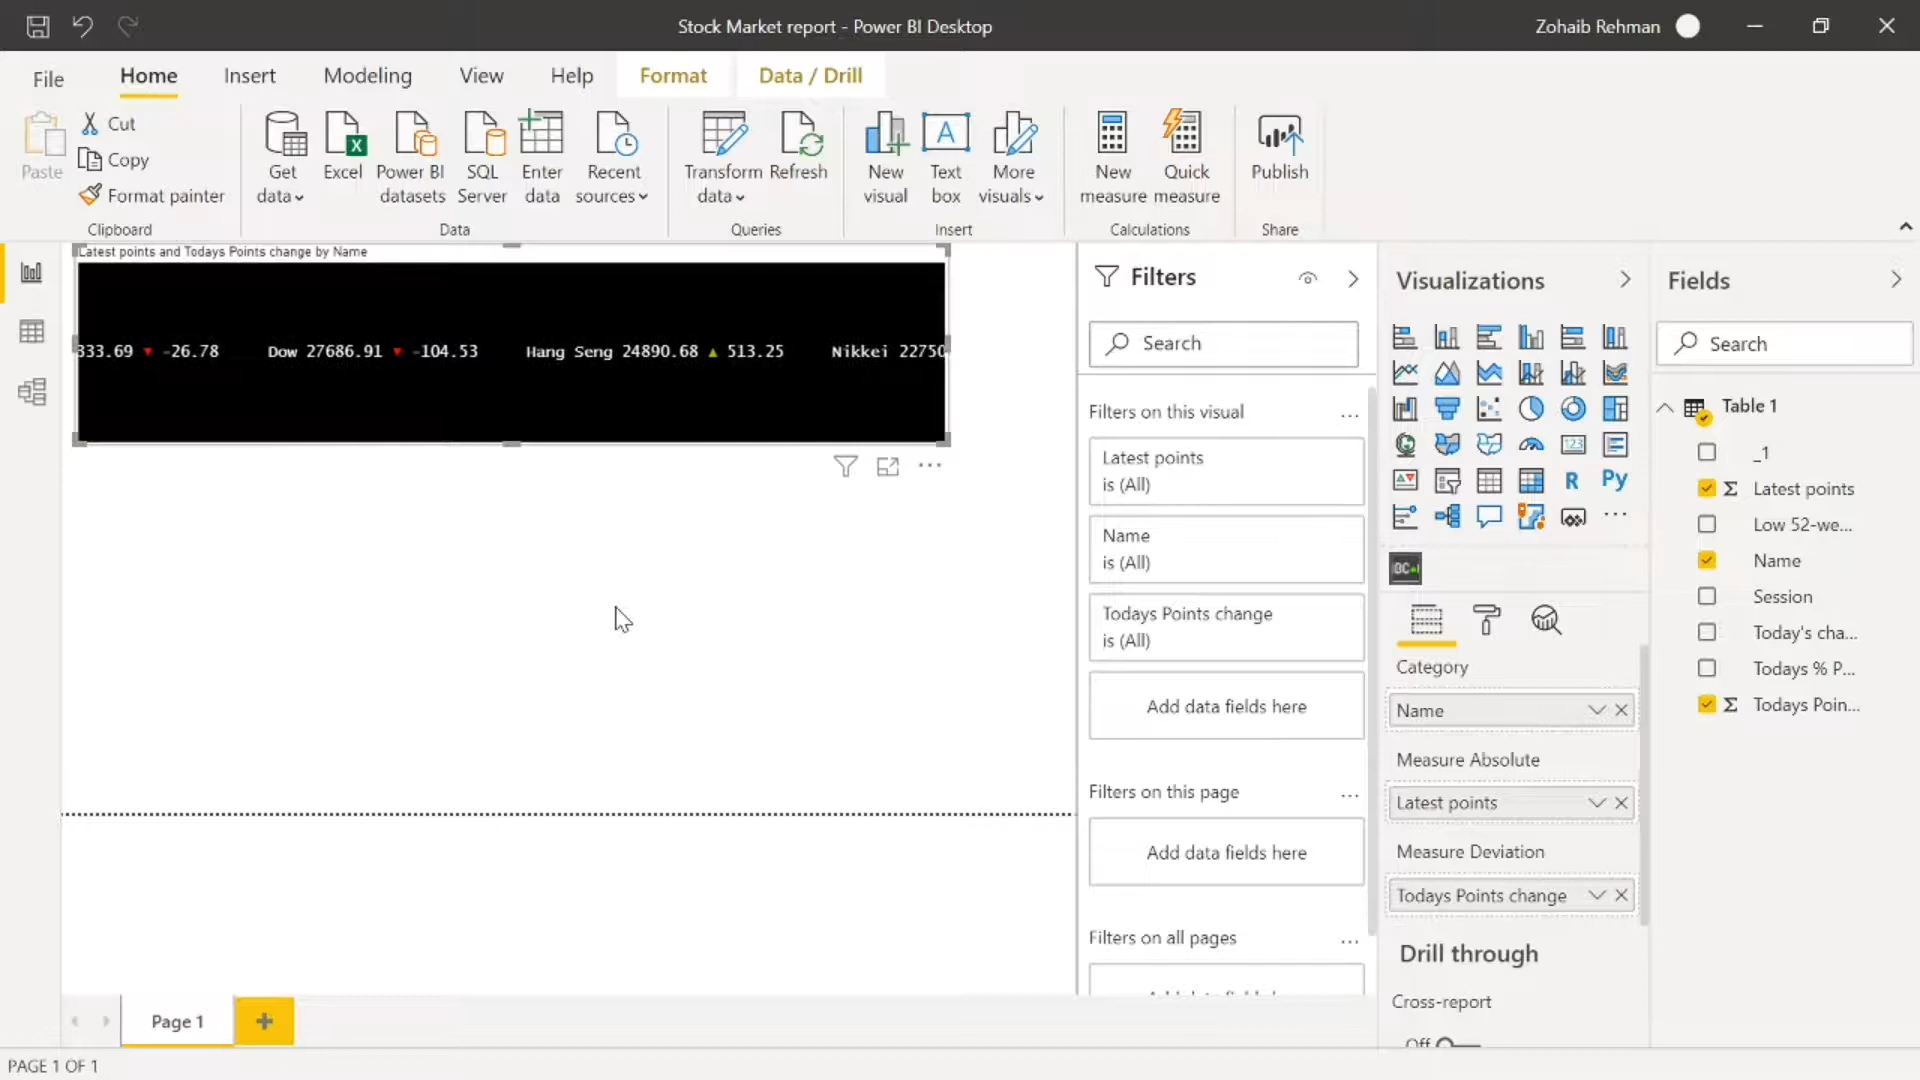 Stock Market report - Power BI Desktop
Zohaib Rehman
File
Home
Insert
Modeling
View
Help
Format
Data / Drill
Paste
Cut
Copy
Format painter
Clipboard
Get data
Excel
Power BI datasets
SQL Server
Enter data
Recent sources
Data
Transform data
Refresh
Queries
New visual
Text box
More visuals
Insert
New measure
Quick measure
Calculations
Publish
Share
Latest points and Todays Points change by Name
333.69 ▼ -26.78 Dow 27686.91 ▼ -104.53 Hang Seng 24890.68 ▲ 513.25 Nikkei 22750
Filters
Search
Filters on this visual
...
Latest points
is (All)
Name
is (All)
Todays Points change
is (All)
Add data fields here
Filters on this page
...
Add data fields here
Filters on all pages
...
Visualizations
123
R
Py
...
Category
Name
Measure Absolute
Latest points
Measure Deviation
Todays Points change
Drill through
Cross-report
Off
Fields
Search
Table 1
_1
Σ Latest points
Low 52-we...
Name
Session
Today's cha...
Todays % P...
Σ Todays Poin...
Page 1
PAGE 1 OF 1